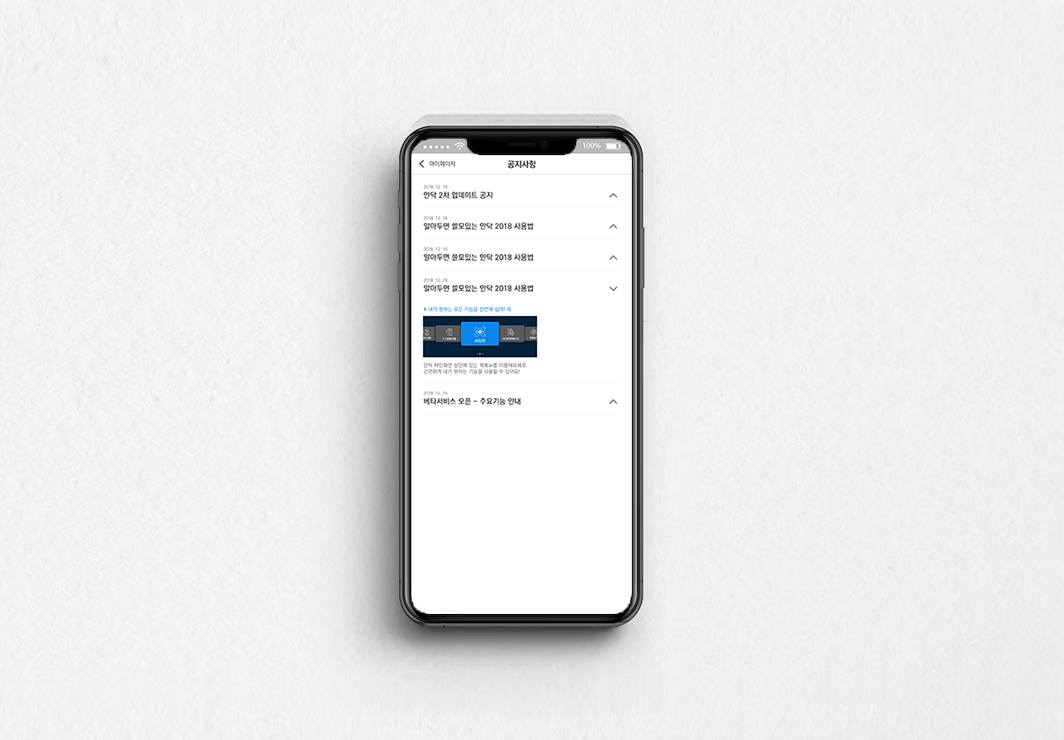 100%
마이페이지
공지사항
2018. 12. 15
안닥 2차 업데이트 공지
2018. 12. 15
알아두면 쓸모있는 안닥 2018 사용법
2018. 12. 15
알아두면 쓸모있는 안닥 2018 사용법
2018. 12. 15
알아두면 쓸모있는 안닥 2018 사용법
# 내가 원하는 모든 기능을 한번에 쉽게!
안닥 메인화면 상단에 있는 퀵메뉴를 이용해보세요.
간편하게 내가 원하는 기능을 사용할 수 있어요!
2018. 12. 15
베타서비스 오픈 - 주요기능 안내